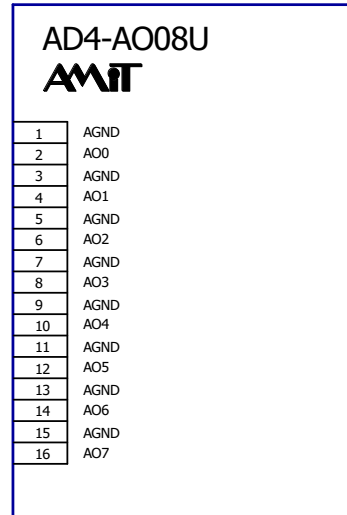 AD4-AO08U
AMiT
1 AGND
2 AO0
3 AGND
4 AO1
5 AGND
6 AO2
7 AGND
8 AO3
9 AGND
10 AO4
11 AGND
12 AO5
13 AGND
14 AO6
15 AGND
16 AO7